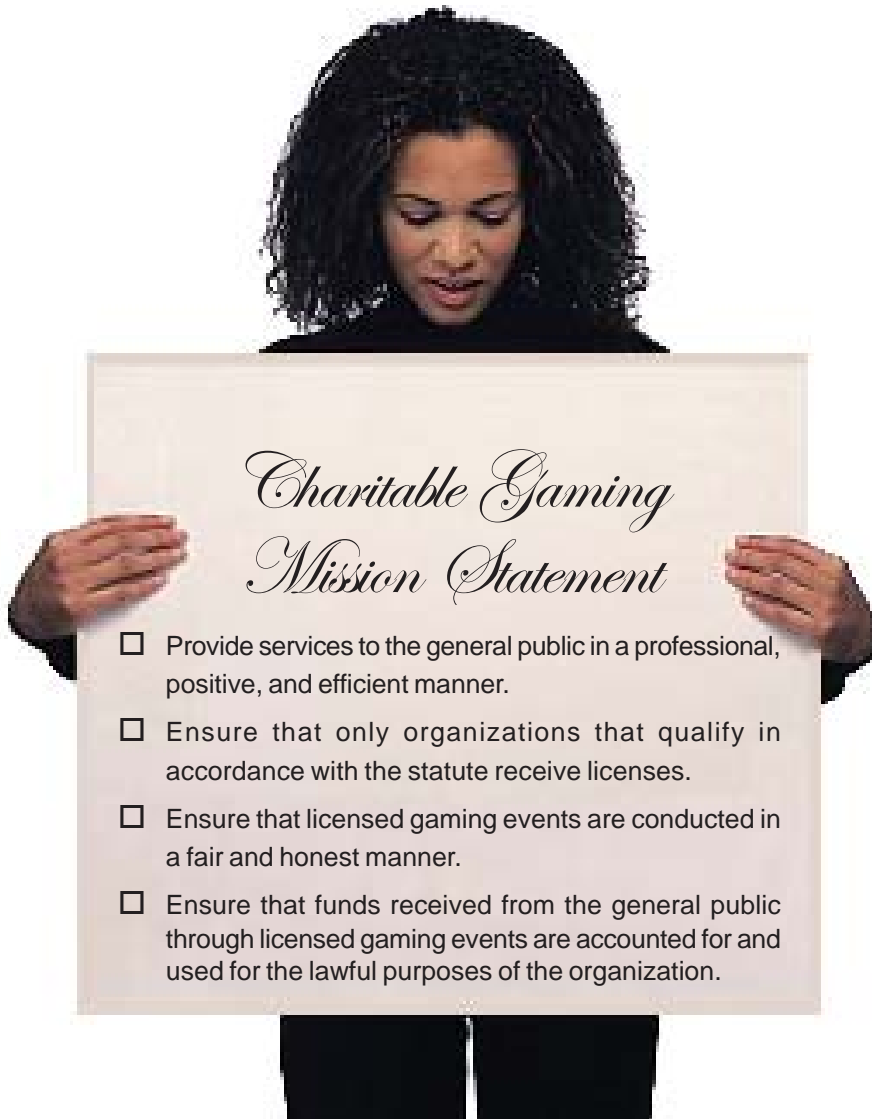 Charitable Gaming
Mission Statement
Provide services to the general public in a professional,
positive, and efficient manner.
Ensure that only organizations that qualify in
accordance with the statute receive licenses.
Ensure that licensed gaming events are conducted in
a fair and honest manner.
Ensure that funds received from the general public
through licensed gaming events are accounted for and
used for the lawful purposes of the organization.